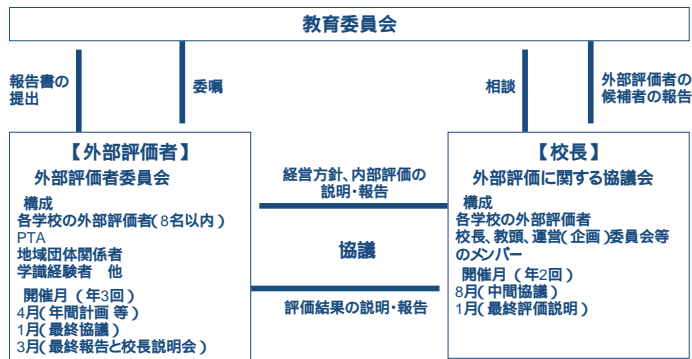 教育委員会
報告書の
提出
委嘱
相談
外部評価者の
候補者の報告
【外部評価者】
外部評価者委員会
構成
各学校の外部評価者(8名以内)
PTA
地域団体関係者
学識経験者　他
開催月（年3回）
4月(年間計画 等)
1月(最終協議)
3月(最終報告と校長説明会)
経営方針、内部評価の
説明・報告
協議
評価結果の説明・報告
【校長】
外部評価に関する協議会
構成
各学校の外部評価者
校長、教頭、運営(企画)委員会等
のメンバー
開催月（年2回）
8月(中間協議)
1月(最終評価説明)